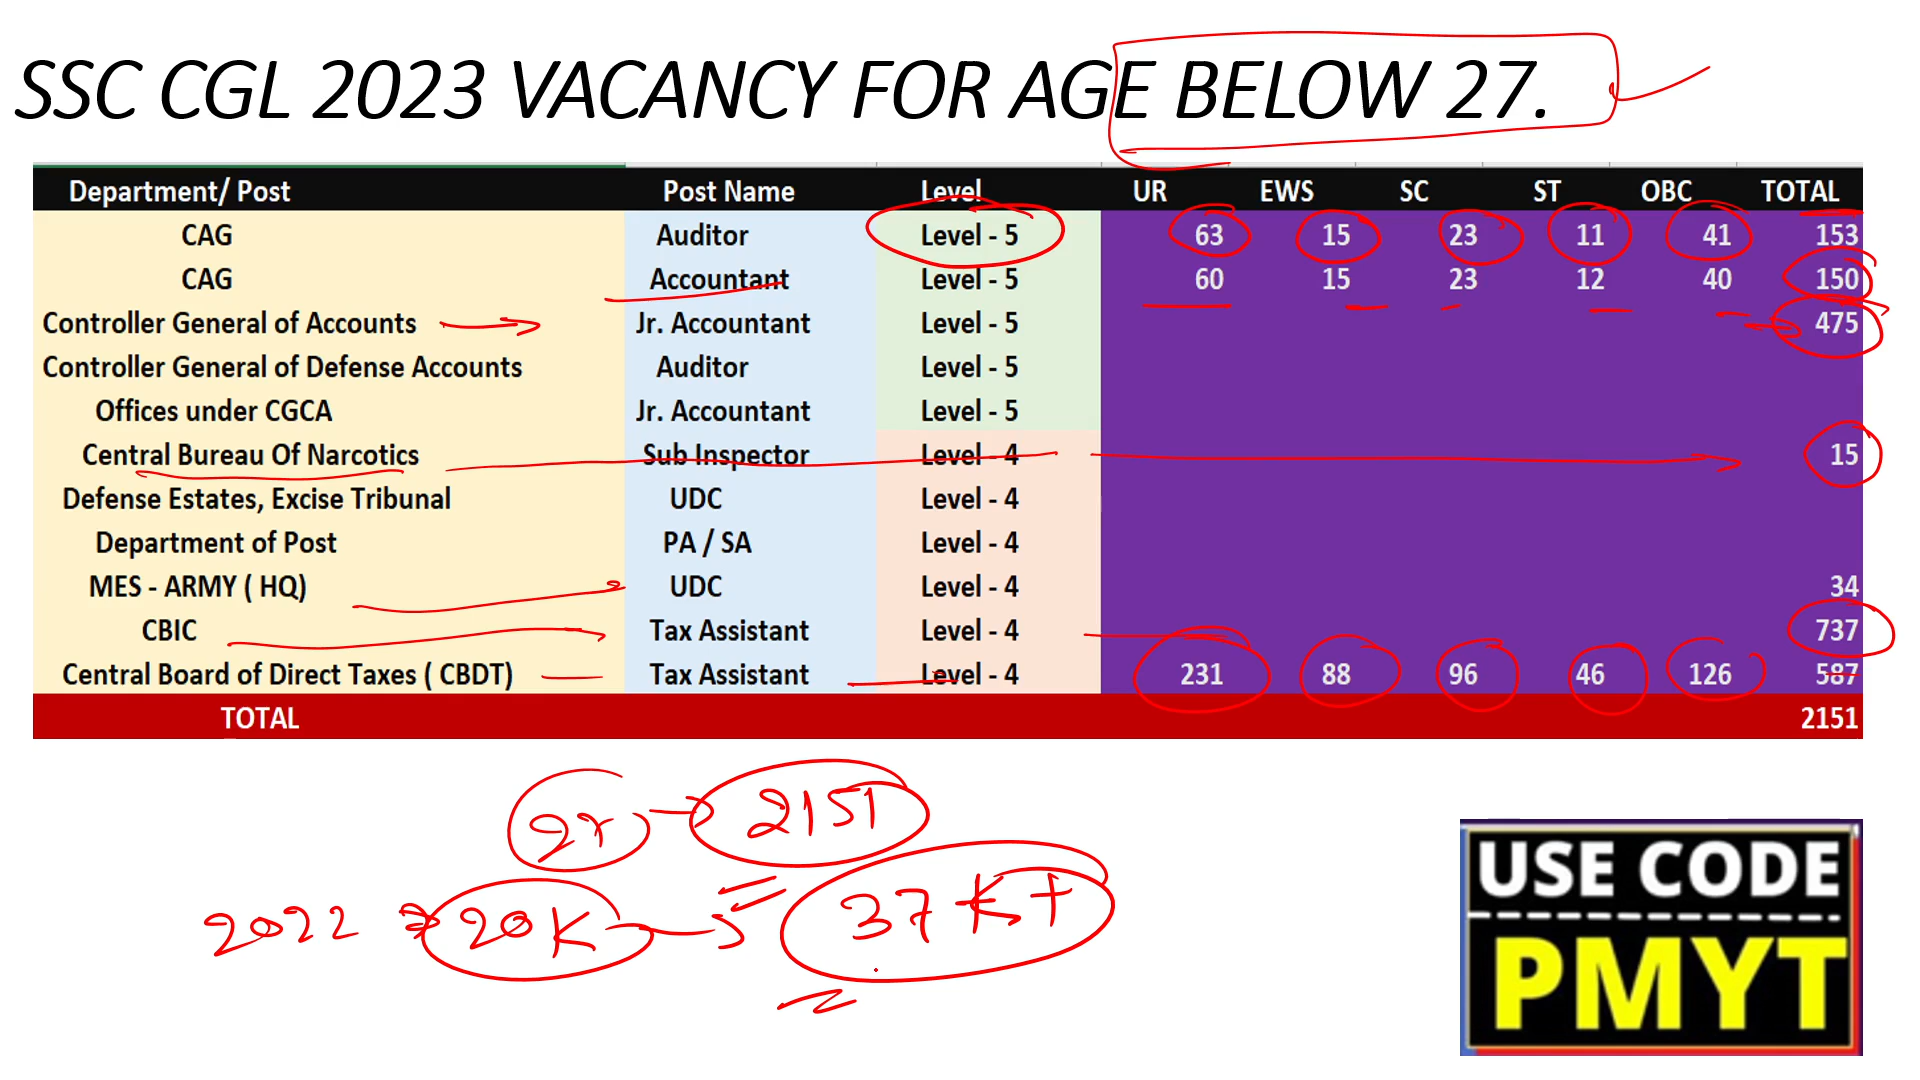 SSC CGL 2023 VACANCY FOR AGE BELOW 27.
Department/ Post Post Name Level UR EWS SC ST OBC TOTAL
CAG Auditor Level - 5 63 15 23 11 41 153
CAG Accountant Level - 5 60 15 23 12 40 150
Controller General of Accounts Jr. Accountant Level - 5 475
Controller General of Defense Accounts Auditor Level - 5
Offices under CGCA Jr. Accountant Level - 5
Central Bureau Of Narcotics Sub Inspector Level - 4 15
Defense Estates, Excise Tribunal UDC Level - 4
Department of Post PA / SA Level - 4
MES - ARMY ( HQ) UDC Level - 4 34
CBIC Tax Assistant Level - 4 737
Central Board of Direct Taxes ( CBDT) Tax Assistant Level - 4 231 88 96 46 126 587
TOTAL 2151
2151
2022 20K 37K+
USE CODE
PMYT